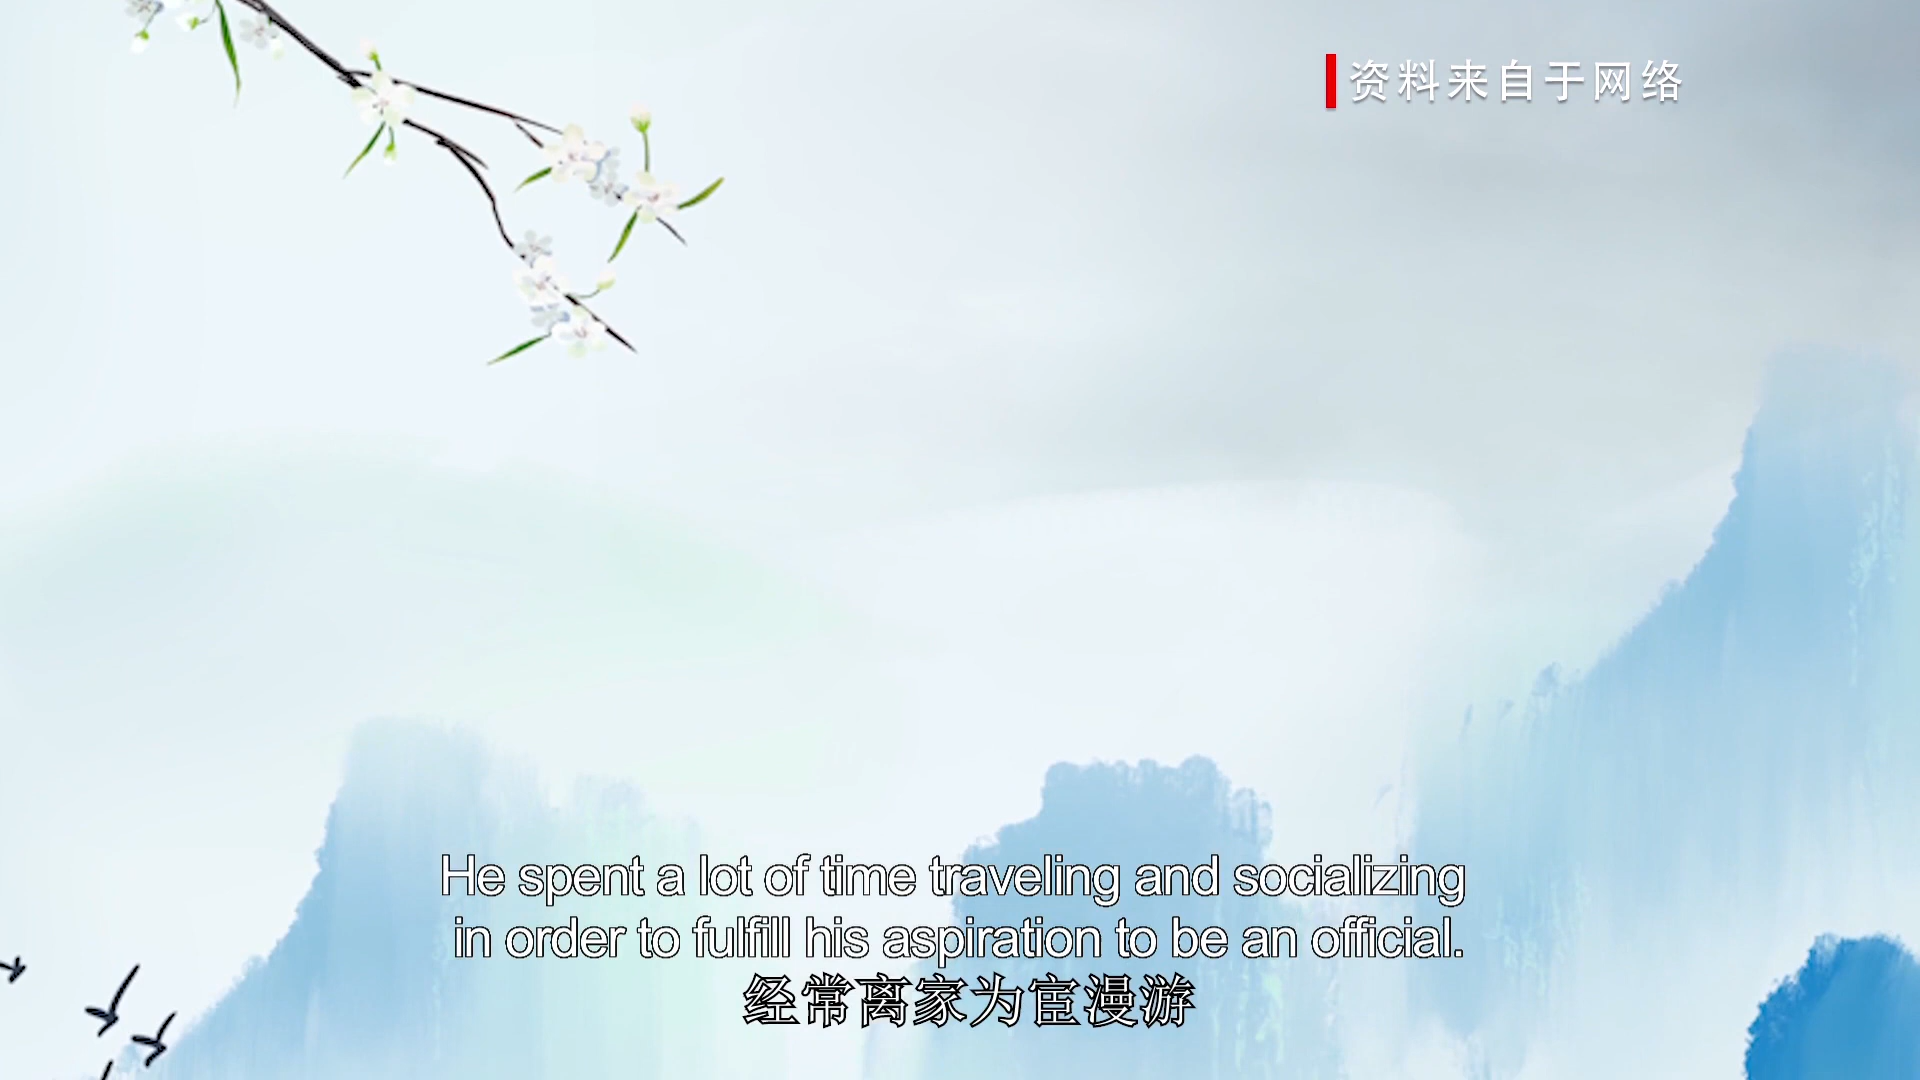 资料来自于网络
He spent a lot of time traveling and socializing
in order to fulfill his aspiration to be an official.
经常离家为宦漫游